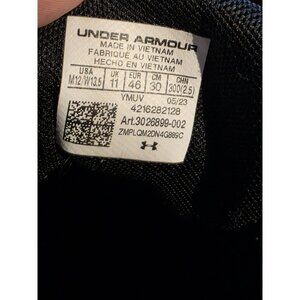 UNDER ARMOUR
MADE IN VIETNAM
FABRIQUÉ AU VIETNAM
HECHO EN VIETNAM
USA UK EUR CM CHN
M12/W13.5 11 46 30 300(2.5)
YMUV 05/23
4216282128
Art.3026899-002
ZMPLQM2DN4G889C